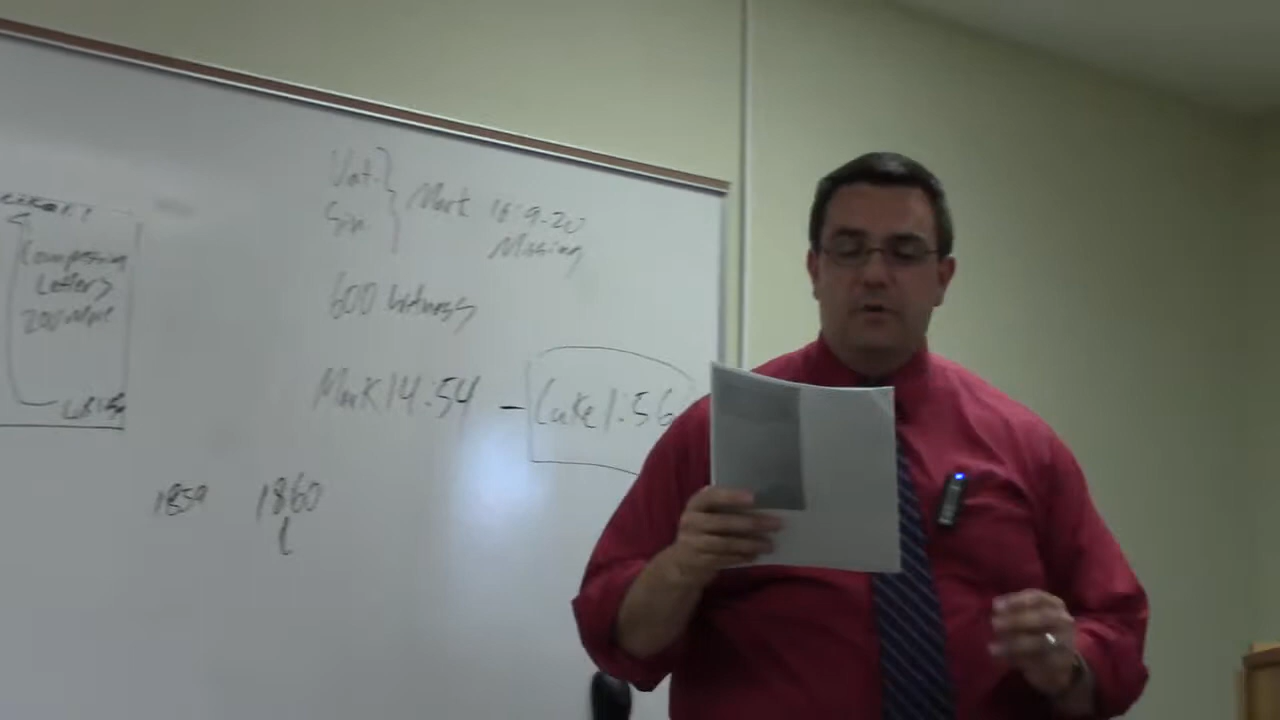 Composing
Letters
200 more
Vat.
Sin.
Mark 16:9-20
Missing
600 Witness
Mark 14:54 - Luke 1:56
1859 1860